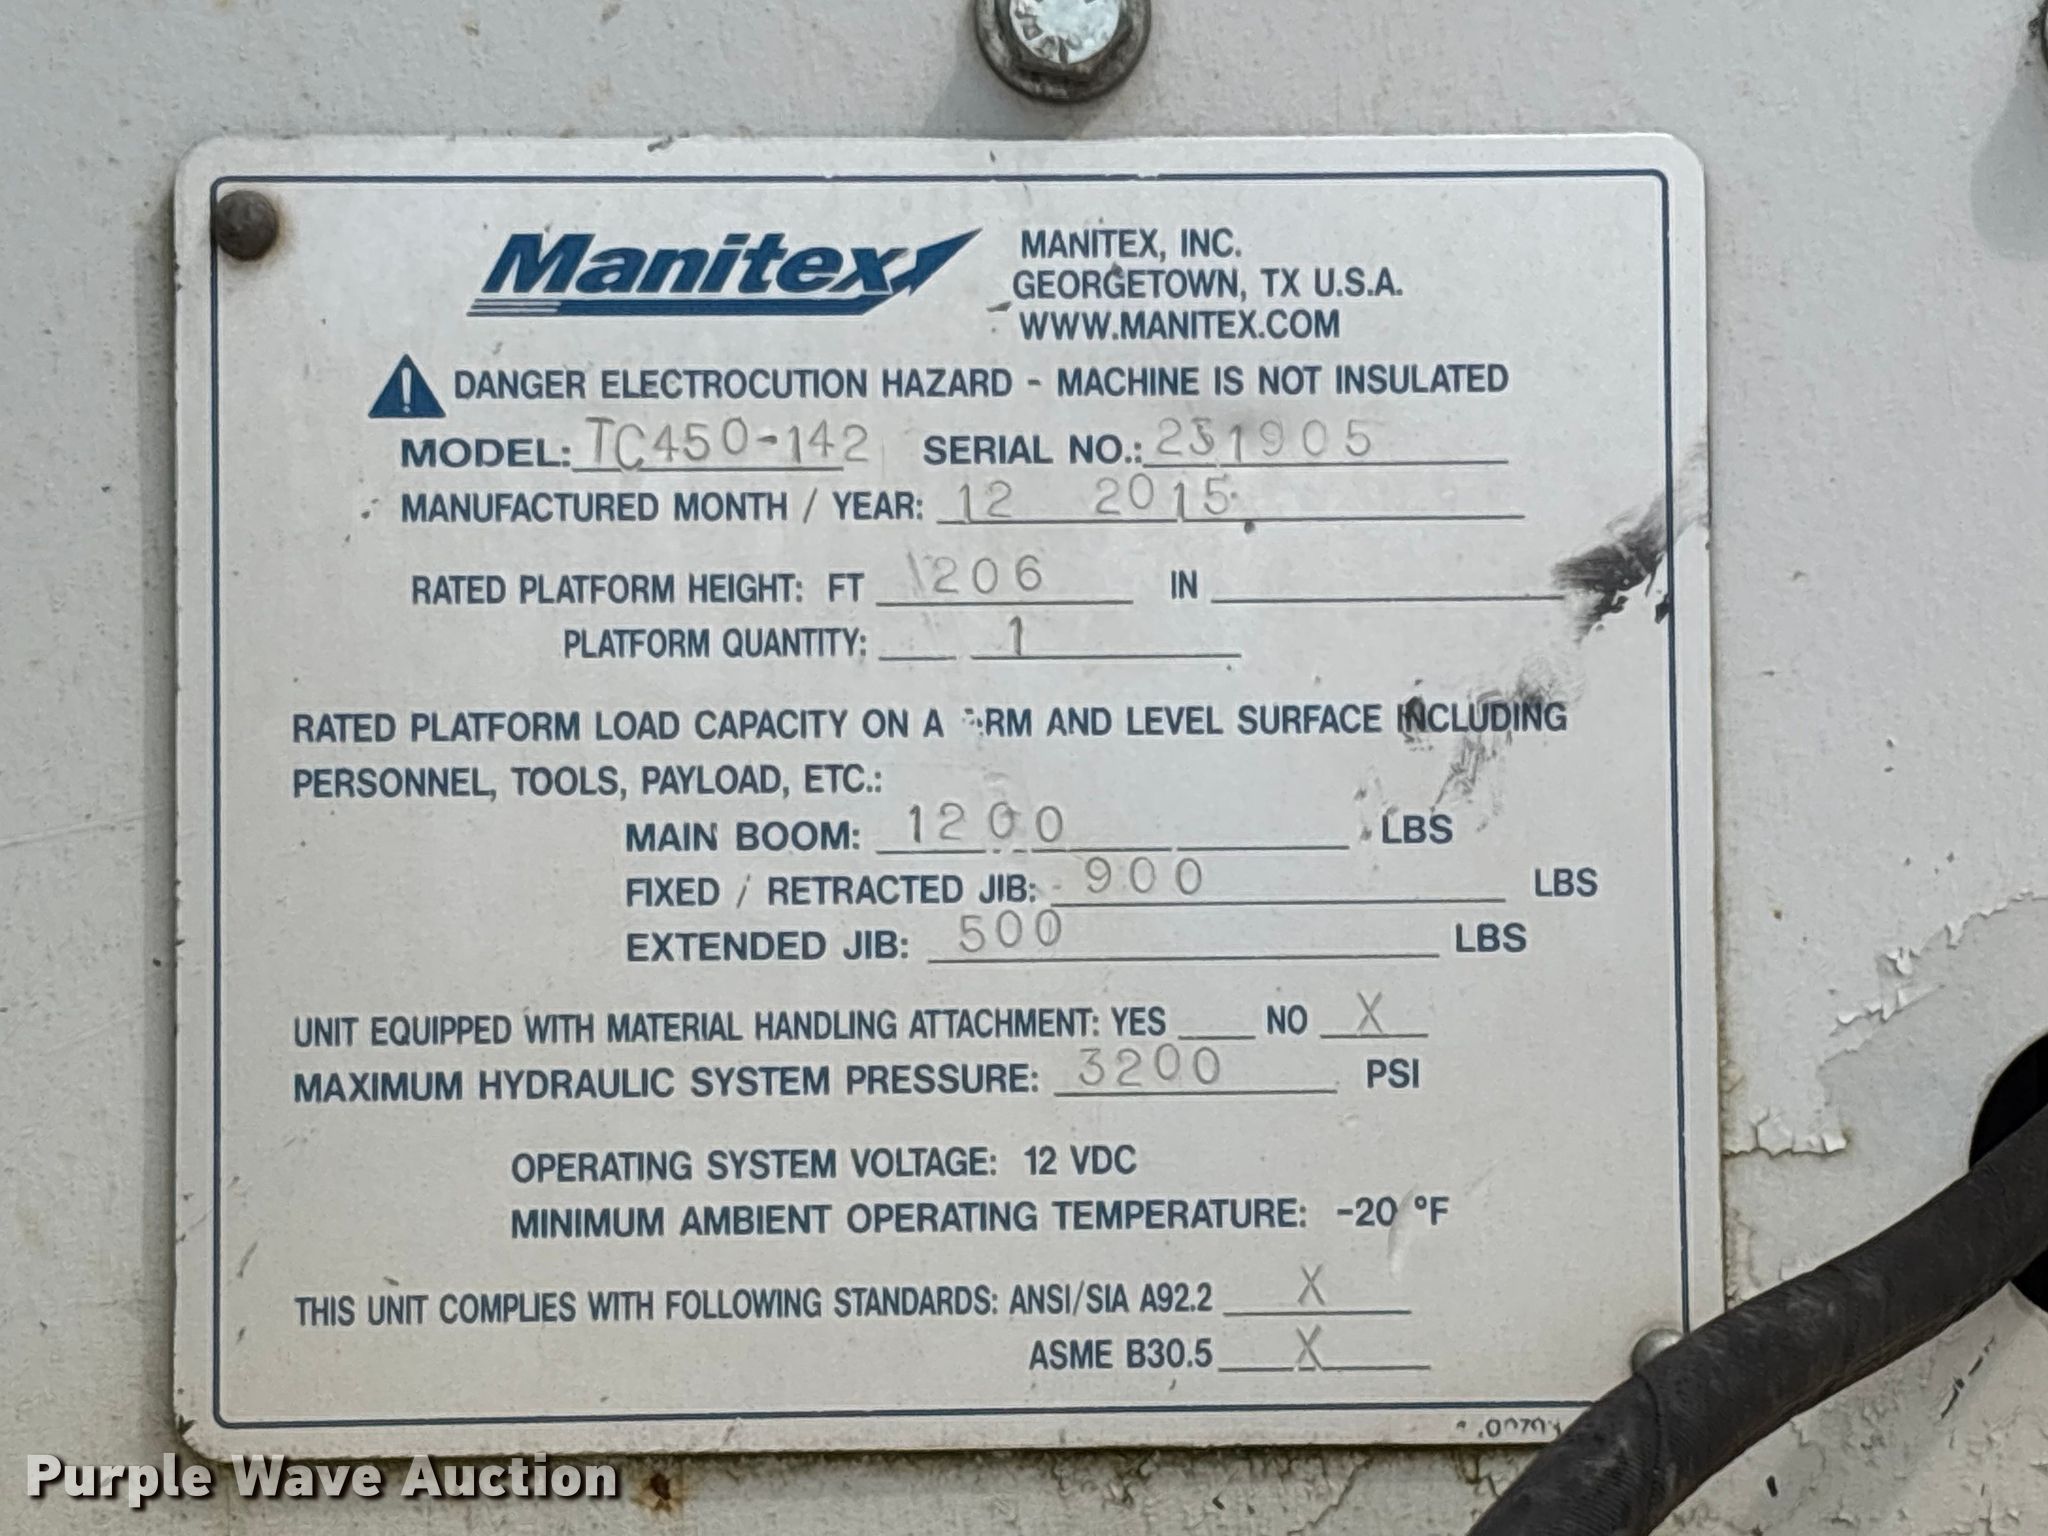 Manitex
MANITEX, INC.
GEORGETOWN, TX U.S.A.
WWW.MANITEX.COM
DANGER ELECTROCUTION HAZARD - MACHINE IS NOT INSULATED
MODEL: TC450-142 SERIAL NO.: 231905
MANUFACTURED MONTH / YEAR: 12 2015
RATED PLATFORM HEIGHT: FT 206 IN
PLATFORM QUANTITY: 1
RATED PLATFORM LOAD CAPACITY ON A AND LEVEL SURFACE INCLUDING
PERSONNEL, TOOLS, PAYLOAD, ETC.:
MAIN BOOM: 1200 LBS
FIXED / RETRACTED JIB: 900 LBS
EXTENDED JIB: 500 LBS
UNIT EQUIPPED WITH MATERIAL HANDLING ATTACHMENT: YES NO X
MAXIMUM HYDRAULIC SYSTEM PRESSURE: 3200 PSI
OPERATING SYSTEM VOLTAGE: 12 VDC
MINIMUM AMBIENT OPERATING TEMPERATURE: -20 °F
THIS UNIT COMPLIES WITH FOLLOWING STANDARDS: ANSI/SIA A92.2 X
ASME B30.5 X
Purple Wave Auction